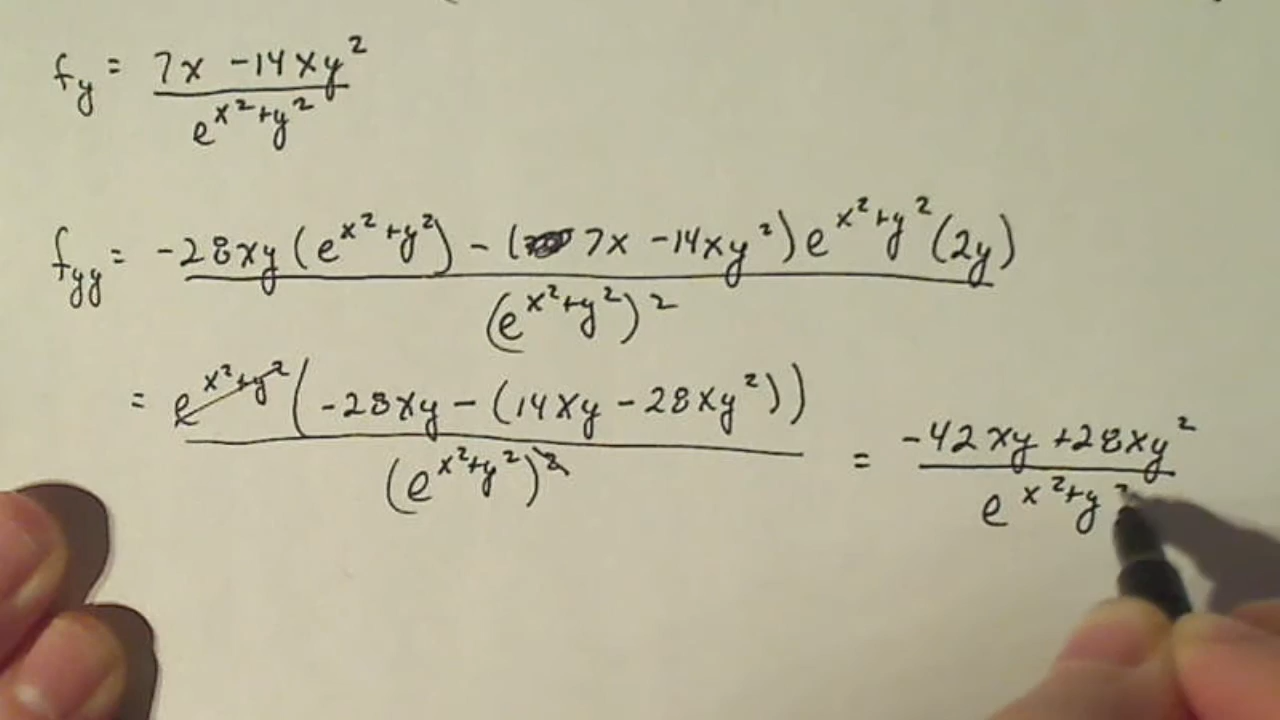 f_y = (7x - 14xy^2) / e^{x^2+y^2}
f_yy = (-28xy (e^{x^2+y^2}) - (7x - 14xy^2) e^{x^2+y^2} (2y)) / (e^{x^2+y^2})^2
= e^{x^2+y^2} (-28xy - (14xy - 28xy^2)) / (e^{x^2+y^2})^2 = (-42xy + 28xy^2) / e^{x^2+y^2}